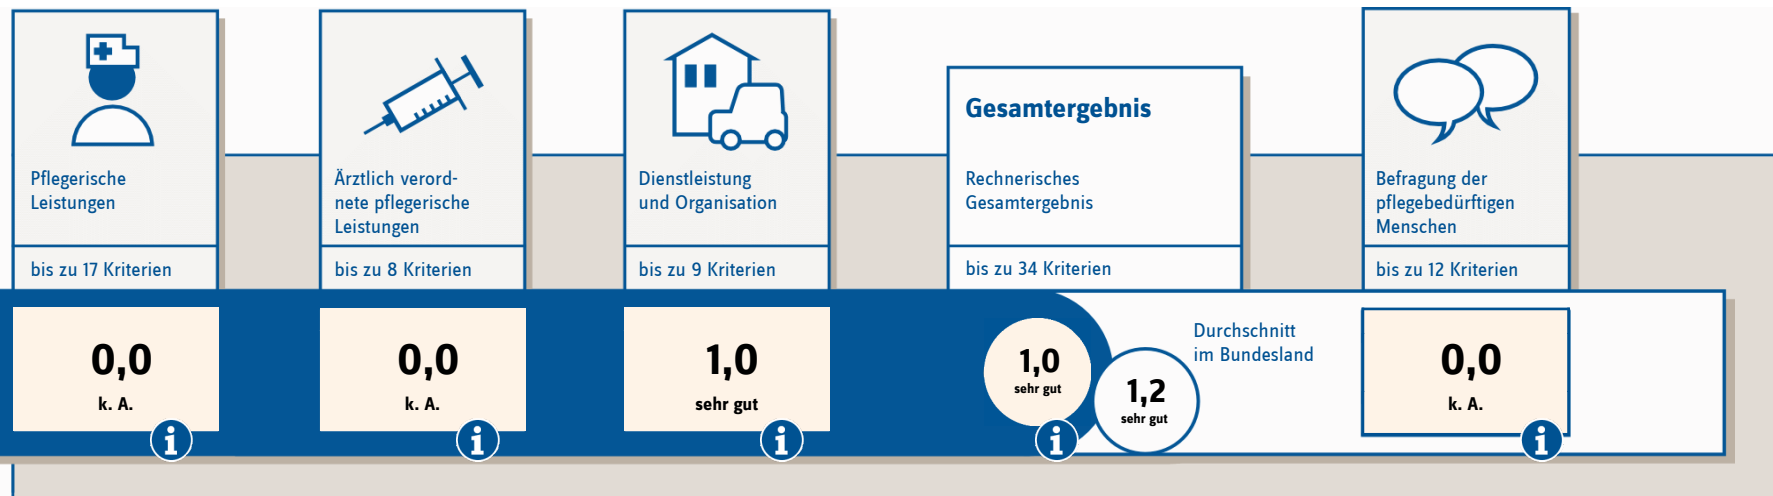 Pflegerische
Leistungen
bis zu 17 Kriterien
0,0
k. A.
i
Ärztlich verord-
nete pflegerische
Leistungen
bis zu 8 Kriterien
0,0
k. A.
i
Dienstleistung
und Organisation
bis zu 9 Kriterien
1,0
sehr gut
i
Gesamtergebnis
Rechnerisches
Gesamtergebnis
bis zu 34 Kriterien
1,0
sehr gut
i
1,2
sehr gut
Durchschnitt
im Bundesland
Befragung der
pflegebedürftigen
Menschen
bis zu 12 Kriterien
0,0
k. A.
i